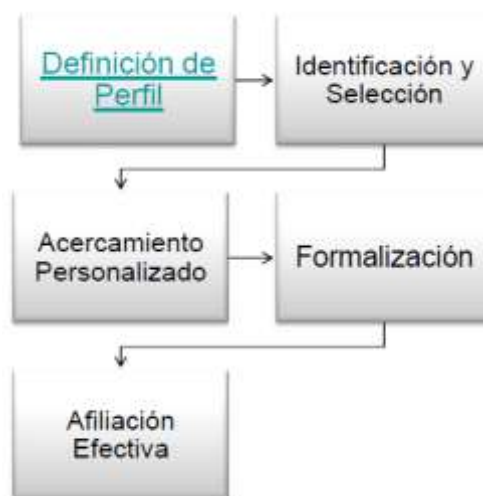 Definición de
Perfil
Identificación y
Selección
Acercamiento
Personalizado
Formalización
Afiliación
Efectiva